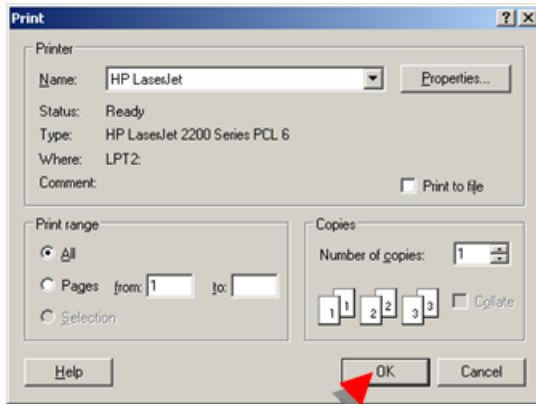 Print
Printer
Name: HP LaserJet Properties...
Status: Ready
Type: HP LaserJet 2200 Series PCL 6
Where: LPT2:
Comment: Print to file
Print range Copies
All Number of copies: 1
Pages from: 1 to:
1 1 2 2 3 3 Collate
Selection
Help OK Cancel